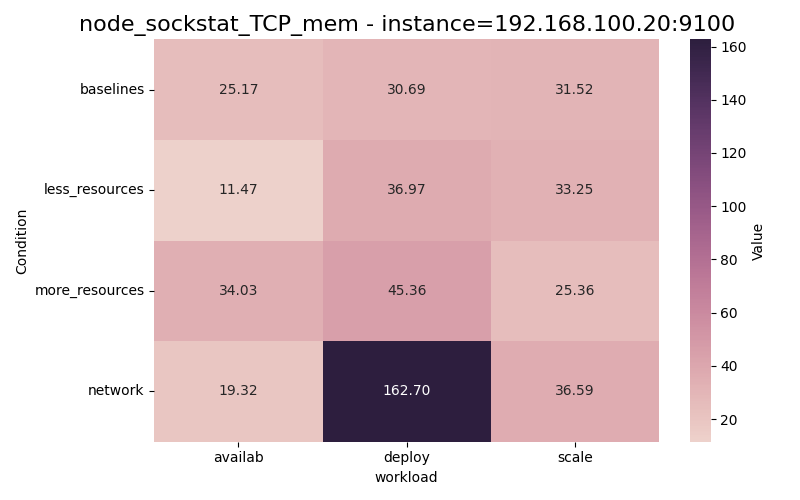 node_sockstat_TCP_mem - instance=192.168.100.20:9100
baselines 25.17 30.69 31.52
less_resources 11.47 36.97 33.25
more_resources 34.03 45.36 25.36
network 19.32 162.70 36.59
availab deploy scale
workload
Condition
160
140
120
100
80
60
40
20
Value